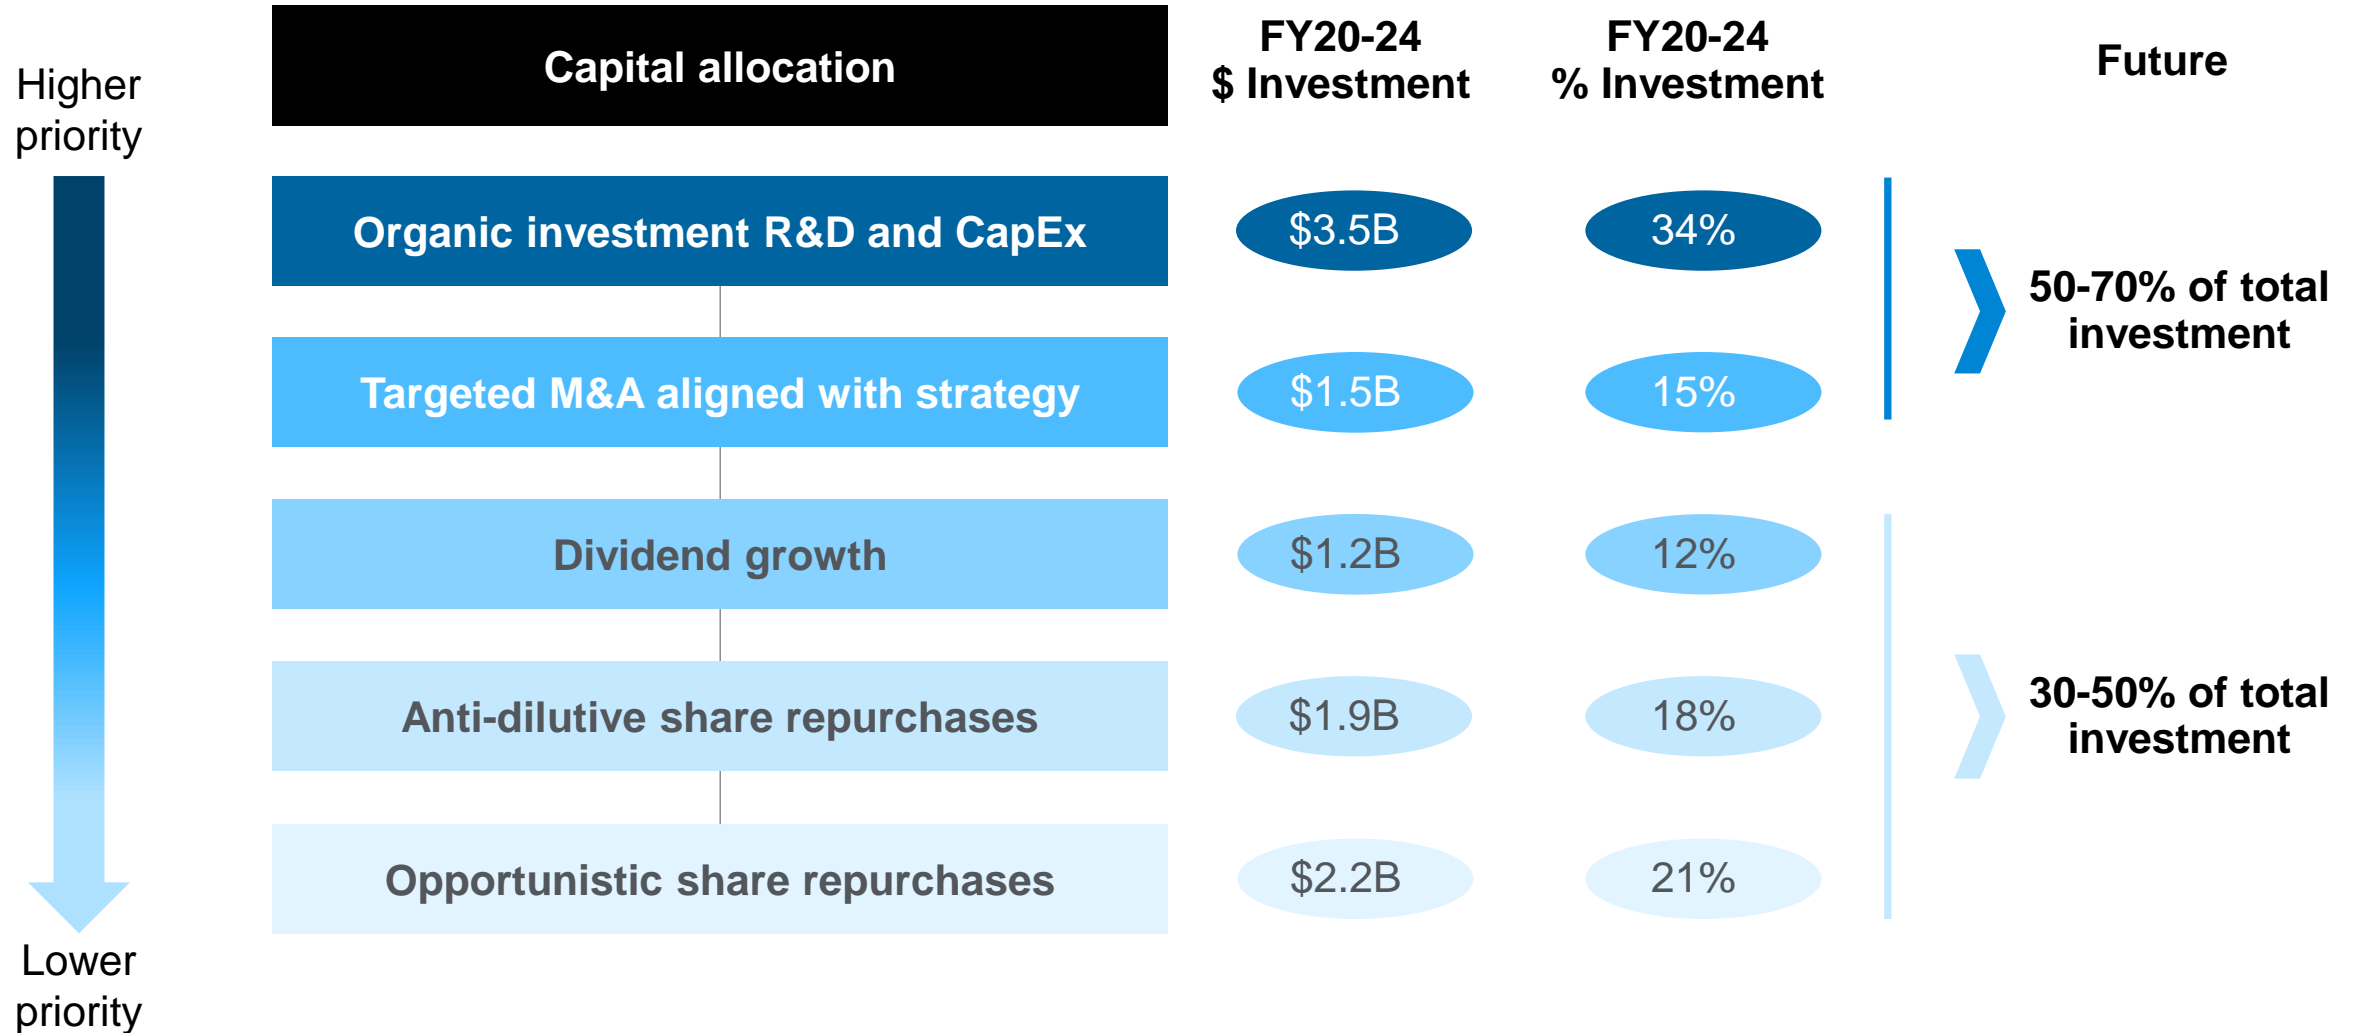 Higher
priority
Capital allocation
FY20-24
$ Investment
FY20-24
% Investment
Future
Organic investment R&D and CapEx
$3.5B
34%
Targeted M&A aligned with strategy
$1.5B
15%
50-70% of total
investment
Dividend growth
$1.2B
12%
Anti-dilutive share repurchases
$1.9B
18%
Opportunistic share repurchases
$2.2B
21%
30-50% of total
investment
Lower
priority